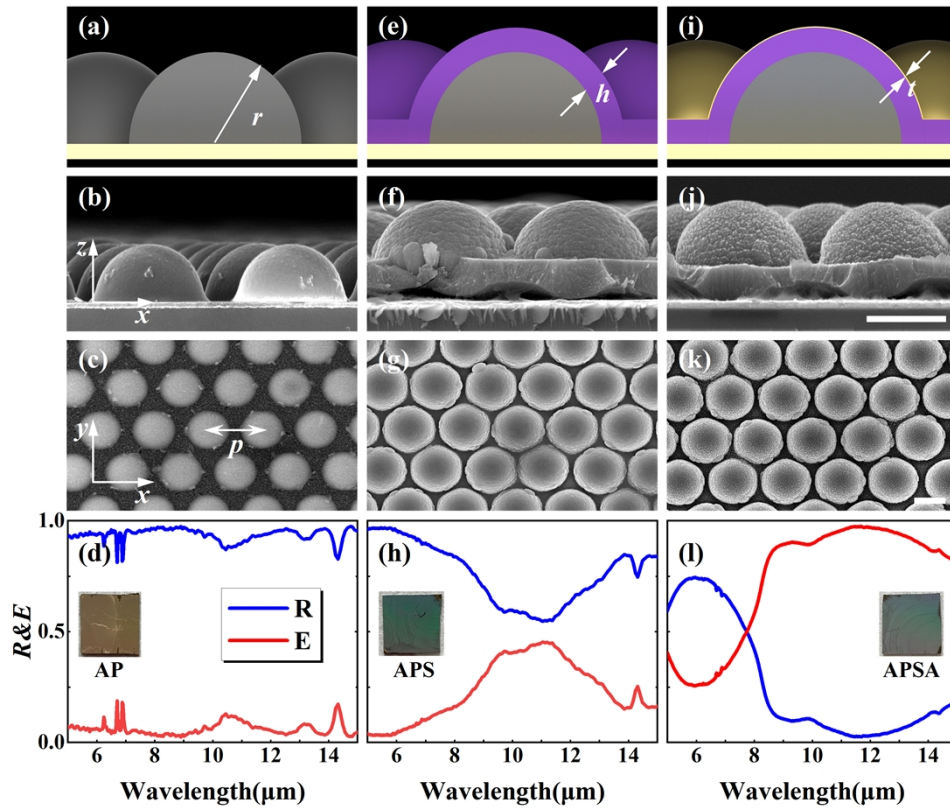 (a)
r
(e)
h
(i)
t
(b)
z
x
(f)
(j)
(c)
y
x
p
(g)
(k)
R&E
1.0
0.5
0.0
(d)
AP
R
E
6 8 10 12 14
Wavelength(μm)
(h)
APS
6 8 10 12 14
Wavelength(μm)
(l)
APSA
6 8 10 12 14
Wavelength(μm)